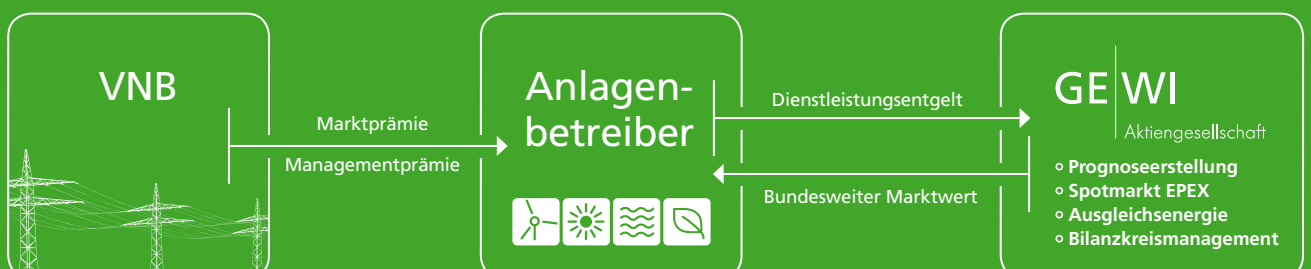 VNB
Marktprämie
Managementprämie
Anlagen-
betreiber
Dienstleistungsentgelt
Bundesweiter Marktwert
GE WI
Aktiengesellschaft
Prognoseerstellung
Spotmarkt EPEX
Ausgleichsenergie
Bilanzkreismanagement